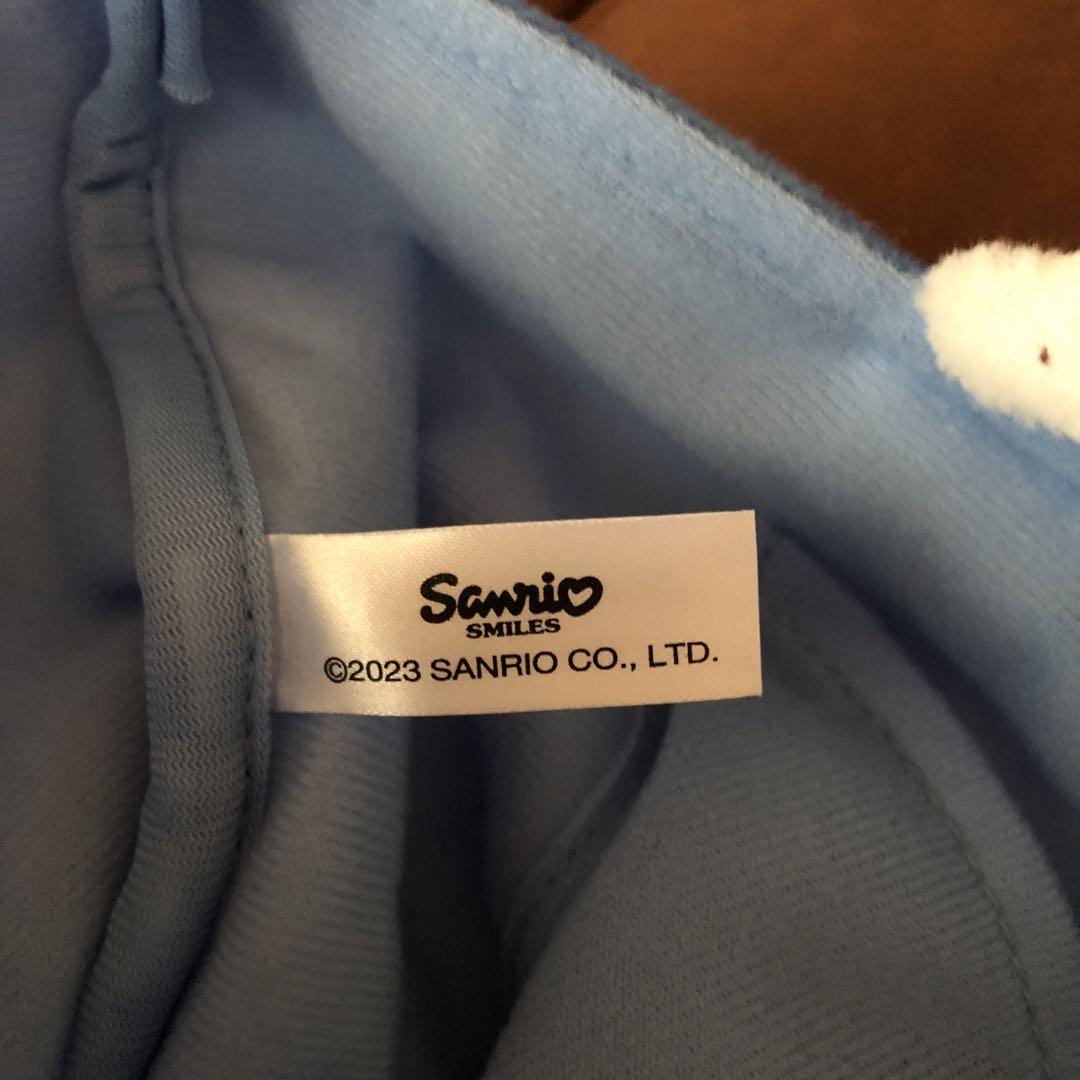 Sanrio
SMILES
©2023 SANRIO CO., LTD.